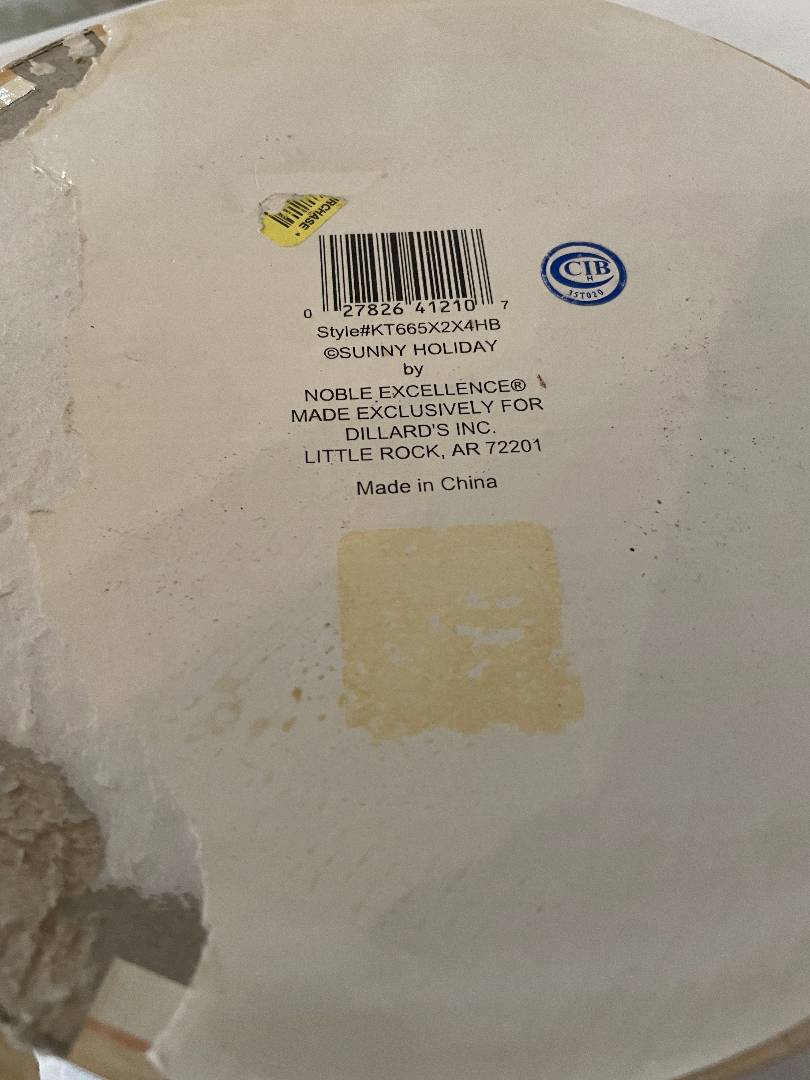 RCHASE *
CIB
H
35T020
0 27826 41210 7
Style#KT665X2X4HB
©SUNNY HOLIDAY
by
NOBLE EXCELLENCE®
MADE EXCLUSIVELY FOR
DILLARD'S INC.
LITTLE ROCK, AR 72201
Made in China